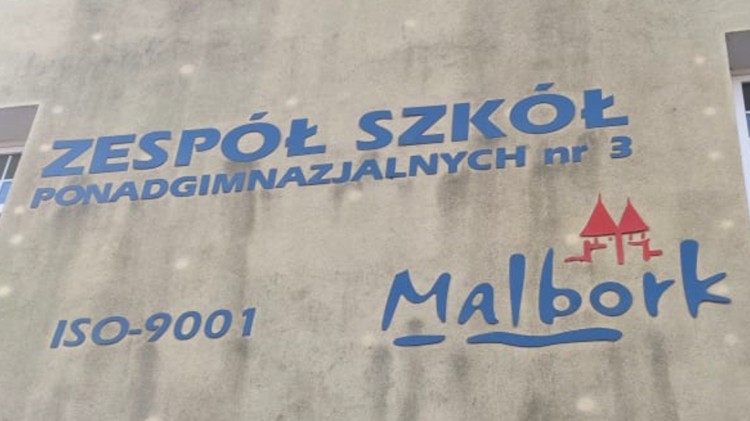 ZESPÓŁ SZKÓŁ
PONADGIMNAZJALNYCH nr 3
Malbork
ISO-9001